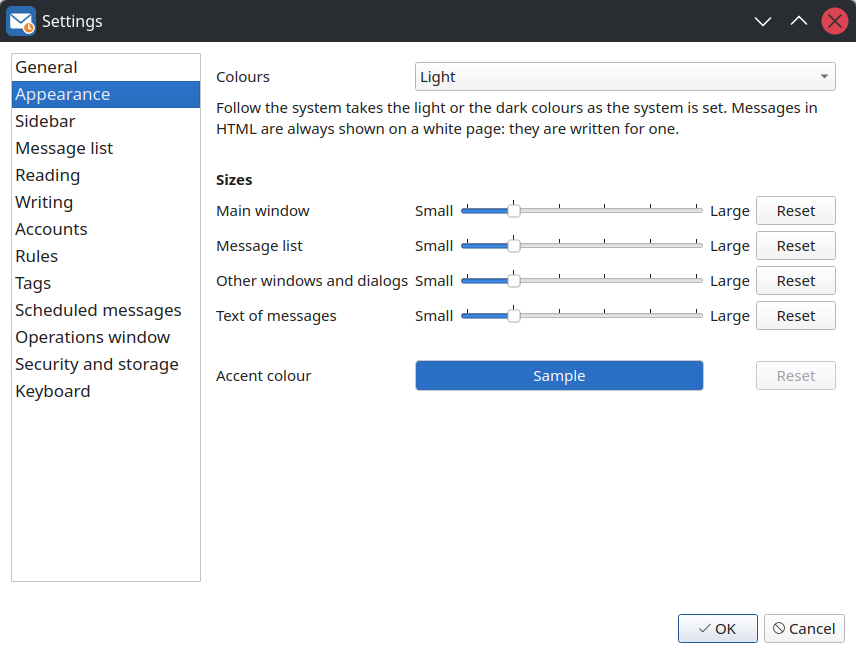 Settings
General
Appearance
Sidebar
Message list
Reading
Writing
Accounts
Rules
Tags
Scheduled messages
Operations window
Security and storage
Keyboard
Colours Light
Follow the system takes the light or the dark colours as the system is set. Messages in
HTML are always shown on a white page: they are written for one.
Sizes
Main window Small Large Reset
Message list Small Large Reset
Other windows and dialogs Small Large Reset
Text of messages Small Large Reset
Accent colour Sample Reset
OK Cancel